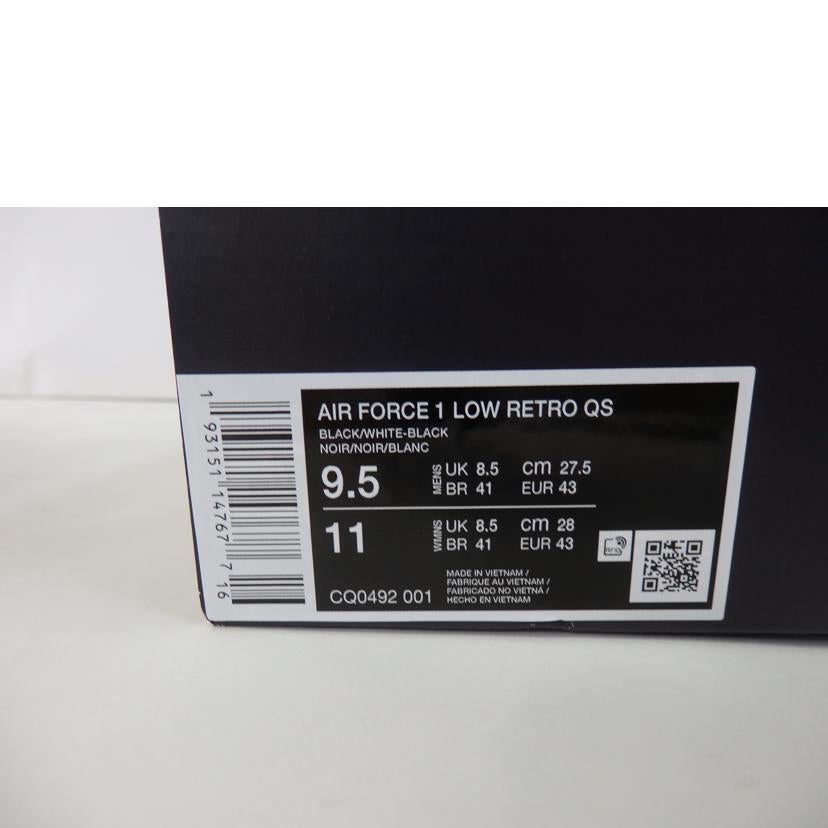 1 93151 14767 7 16
AIR FORCE 1 LOW RETRO QS
BLACK/WHITE-BLACK
NOIR/NOIR/BLANC
9.5 MENS UK 8.5 cm 27.5
BR 41 EUR 43
11 WMNS UK 8.5 cm 28
BR 41 EUR 43
CQ0492 001
MADE IN VIETNAM /
FABRIQUE AU VIETNAM /
FABRICADO NO VIETNÁ /
HECHO EN VIETNAM